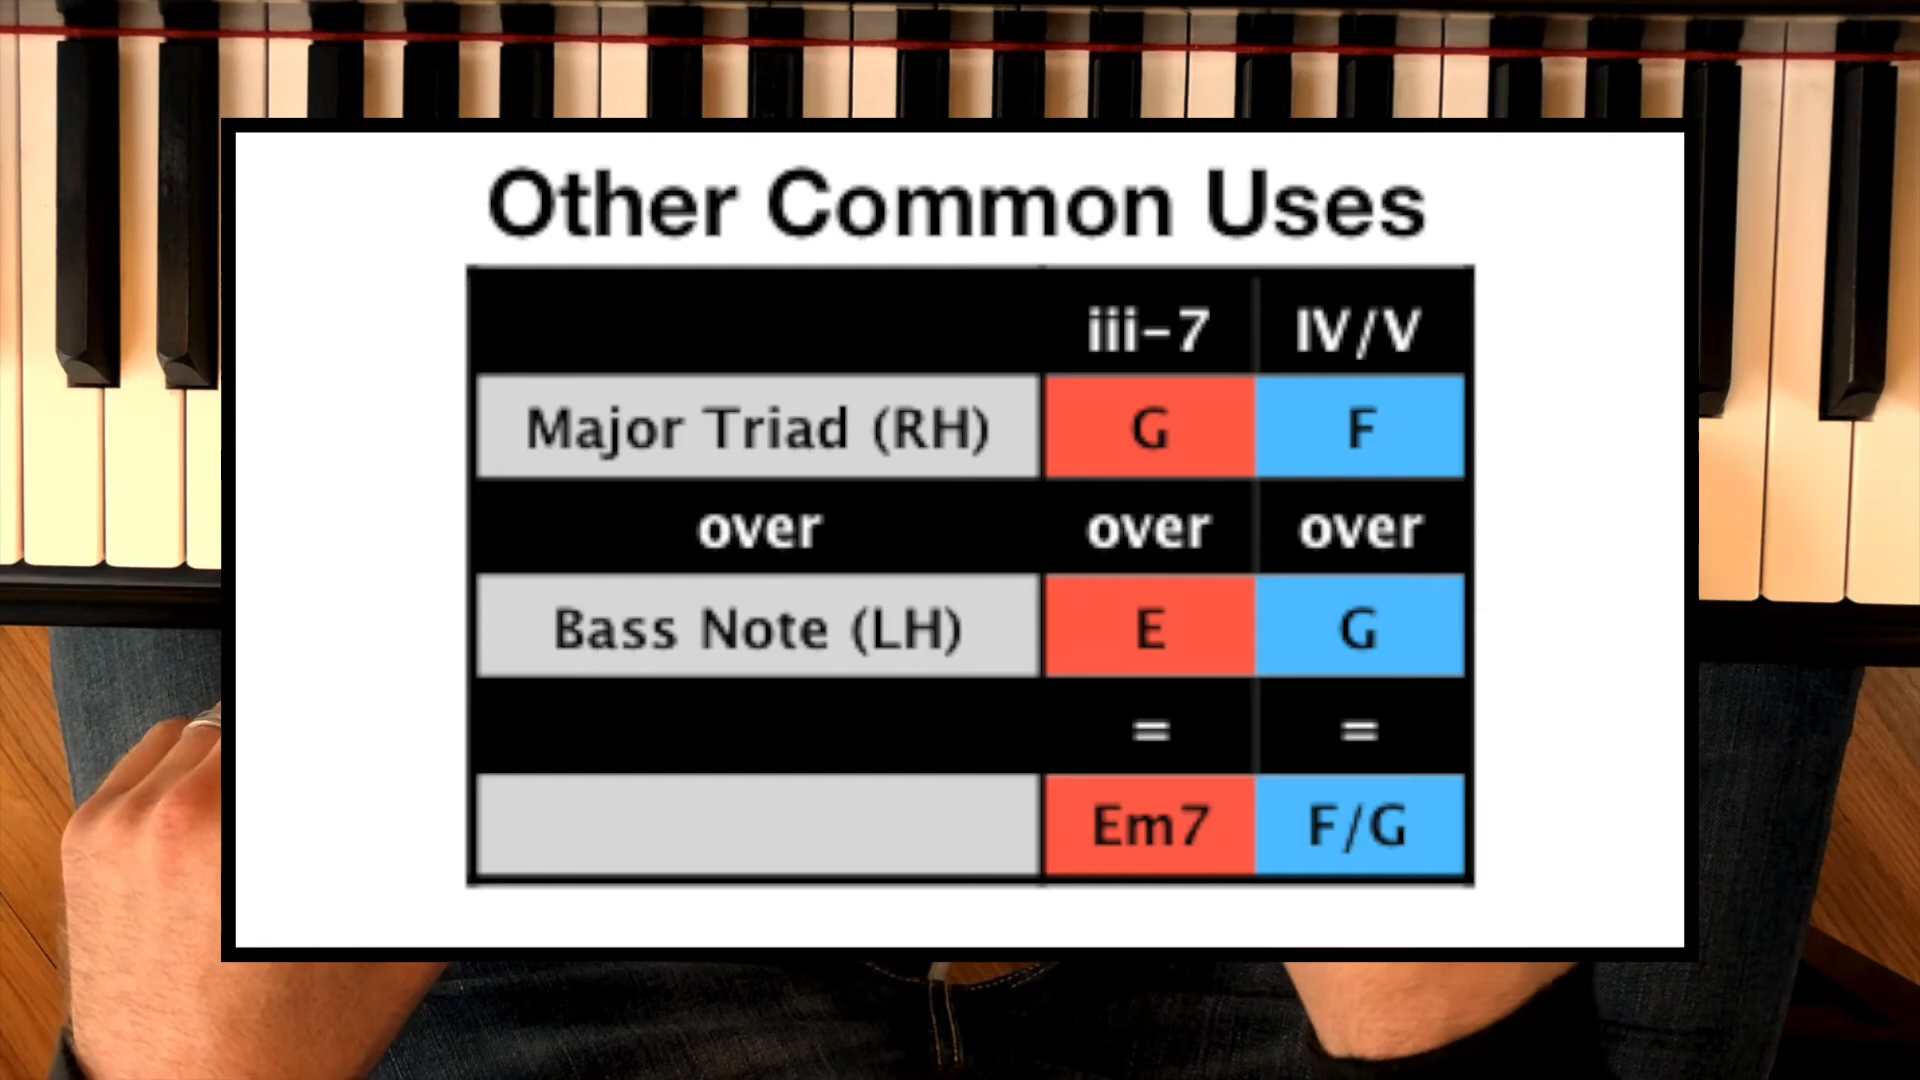 Other Common Uses
iii-7 IV/V
Major Triad (RH) G F
over over over
Bass Note (LH) E G
= =
Em7 F/G